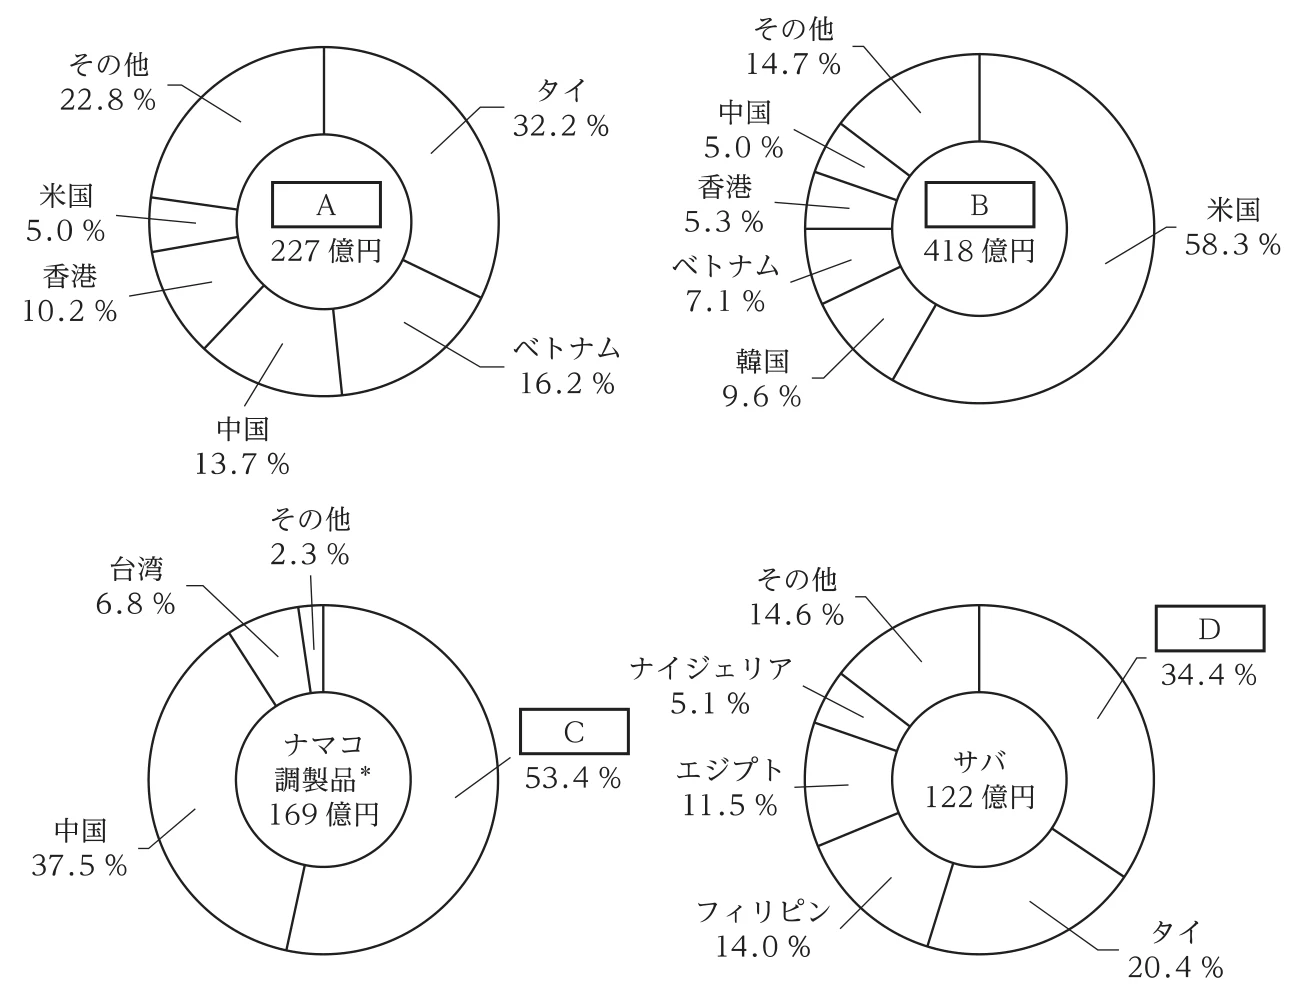 その他
22.8 %
タイ
32.2 %
米国
5.0 %
A
227 億円
香港
10.2 %
ベトナム
16.2 %
中国
13.7 %
その他
14.7 %
中国
5.0 %
香港
5.3 %
B
418 億円
米国
58.3 %
ベトナム
7.1 %
韓国
9.6 %
その他
2.3 %
台湾
6.8 %
ナマコ
調製品*
169 億円
C
53.4 %
中国
37.5 %
その他
14.6 %
D
34.4 %
ナイジェリア
5.1 %
エジプト
11.5 %
サバ
122 億円
フィリピン
14.0 %
タイ
20.4 %